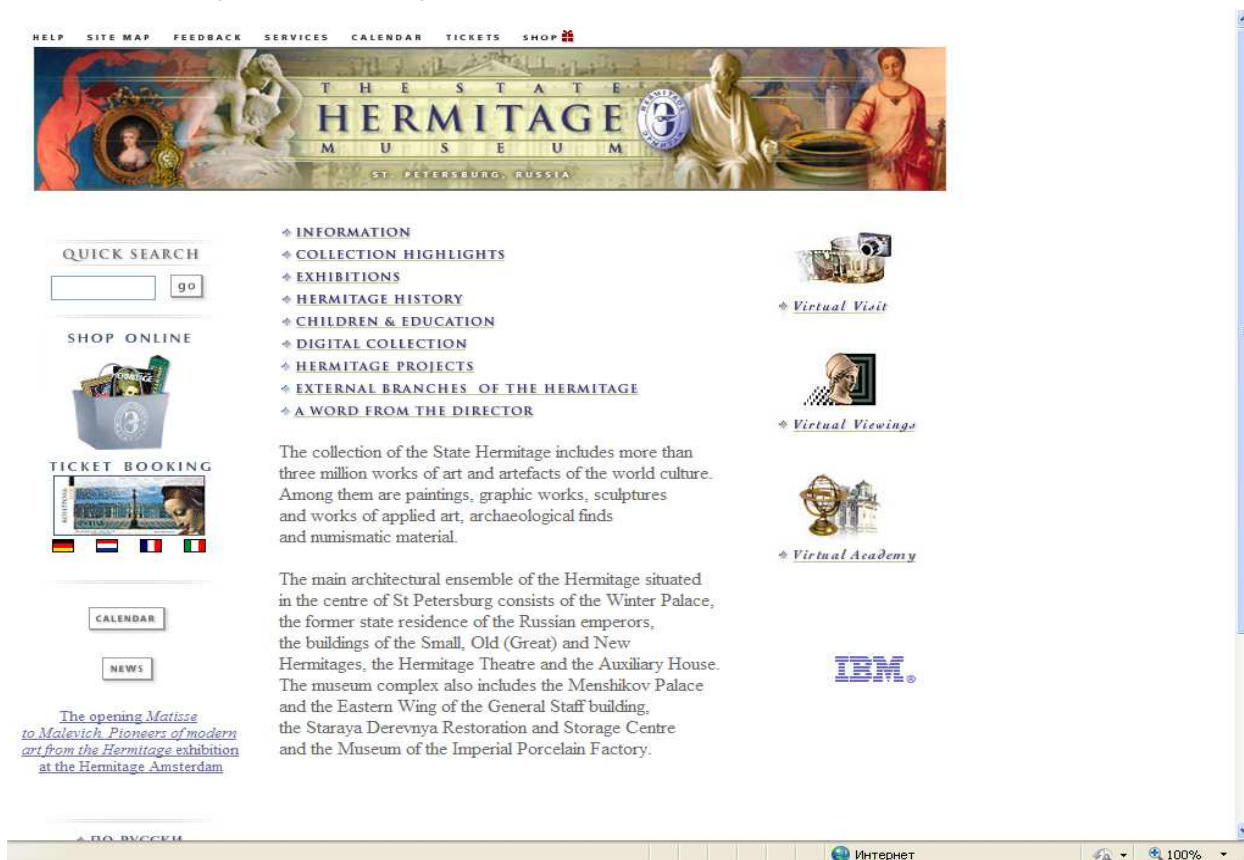 HELP SITE MAP FEEDBACK SERVICES CALENDAR TICKETS SHOP
THE STATE
HERMITAGE
MUSEUM
ST. PETERSBURG, RUSSIA
QUICK SEARCH
go
SHOP ONLINE
HERMITAGE
TICKET BOOKING
CALENDAR
NEWS
The opening Matisse
to Malevich. Pioneers of modern
art from the Hermitage exhibition
at the Hermitage Amsterdam
ПО-РУССКИ
INFORMATION
COLLECTION HIGHLIGHTS
EXHIBITIONS
HERMITAGE HISTORY
CHILDREN & EDUCATION
DIGITAL COLLECTION
HERMITAGE PROJECTS
EXTERNAL BRANCHES OF THE HERMITAGE
A WORD FROM THE DIRECTOR
The collection of the State Hermitage includes more than
three million works of art and artefacts of the world culture.
Among them are paintings, graphic works, sculptures
and works of applied art, archaeological finds
and numismatic material.
The main architectural ensemble of the Hermitage situated
in the centre of St Petersburg consists of the Winter Palace,
the former state residence of the Russian emperors,
the buildings of the Small, Old (Great) and New
Hermitages, the Hermitage Theatre and the Auxiliary House.
The museum complex also includes the Menshikov Palace
and the Eastern Wing of the General Staff building,
the Staraya Derevnya Restoration and Storage Centre
and the Museum of the Imperial Porcelain Factory.
Virtual Visit
Virtual Viewings
Virtual Academy
IBM®
Интернет
100%